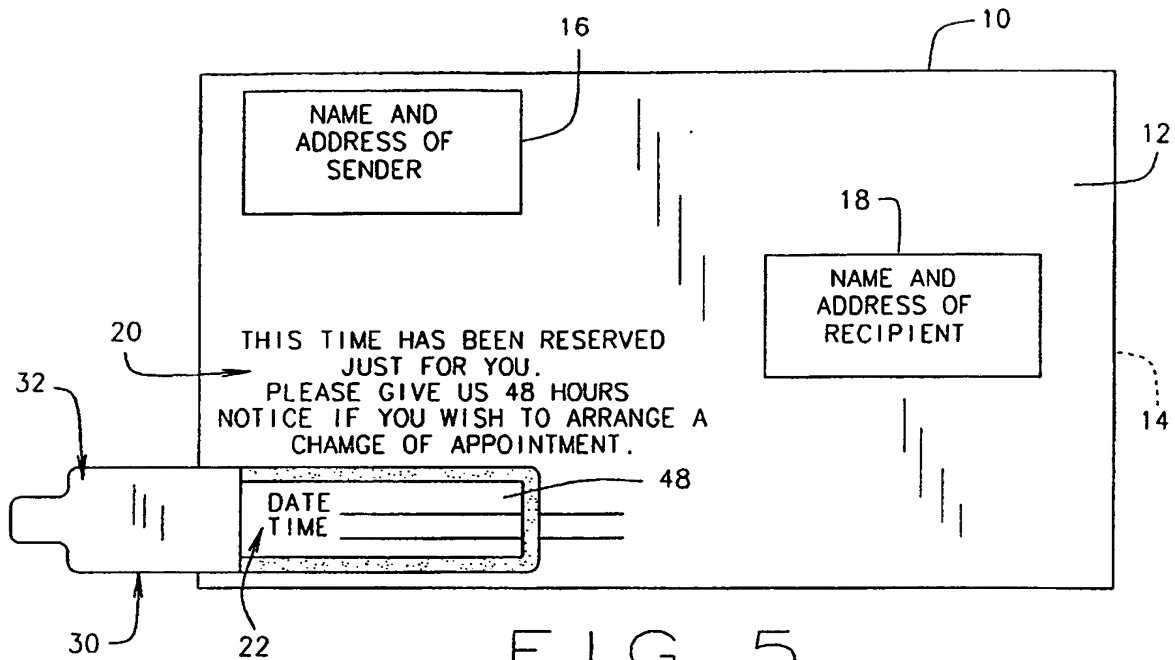 16
10
NAME AND
ADDRESS OF
SENDER
12
18
NAME AND
ADDRESS OF
RECIPIENT
THIS TIME HAS BEEN RESERVED
JUST FOR YOU.
PLEASE GIVE US 48 HOURS
NOTICE IF YOU WISH TO ARRANGE A
CHAMGE OF APPOINTMENT.
20
32
14
48
DATE
TIME
30
22
FIG 5